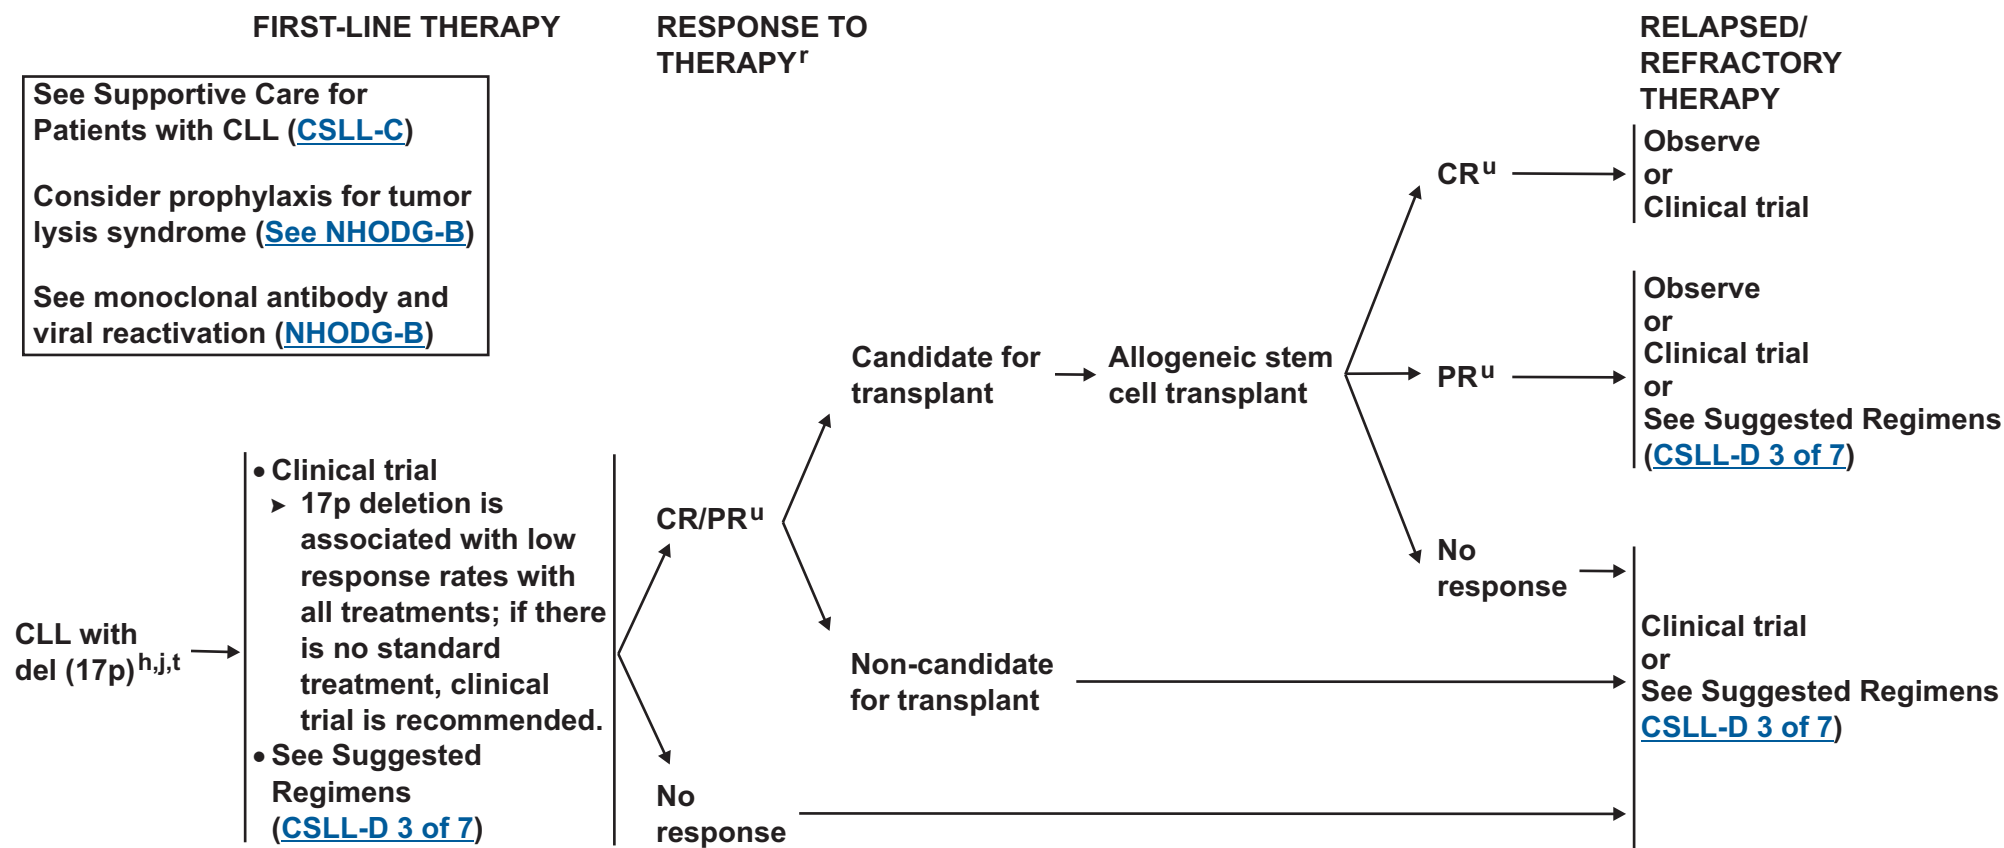 FIRST-LINE THERAPY
RESPONSE TO
THERAPYʳ
RELAPSED/
REFRACTORY
THERAPY
See Supportive Care for
Patients with CLL (CSLL-C)
Consider prophylaxis for tumor
lysis syndrome (See NHODG-B)
See monoclonal antibody and
viral reactivation (NHODG-B)
CLL with
del (17p)ʰ,ʲ,ᵗ
• Clinical trial
➤ 17p deletion is
associated with low
response rates with
all treatments; if there
is no standard
treatment, clinical
trial is recommended.
• See Suggested
Regimens
(CSLL-D 3 of 7)
CR/PRᵘ
No
response
Candidate for
transplant
Non-candidate
for transplant
Allogeneic stem
cell transplant
CRᵘ
PRᵘ
No
response
Observe
or
Clinical trial
Observe
or
Clinical trial
or
See Suggested Regimens
(CSLL-D 3 of 7)
Clinical trial
or
See Suggested Regimens
CSLL-D 3 of 7)